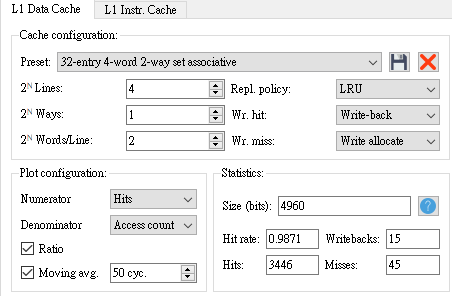 L1 Data Cache L1 Instr. Cache
Cache configuration:
Preset: 32-entry 4-word 2-way set associative
2ᴺ Lines: 4 Repl. policy: LRU
2ᴺ Ways: 1 Wr. hit: Write-back
2ᴺ Words/Line: 2 Wr. miss: Write allocate
Plot configuration:
Numerator Hits
Denominator Access count
Ratio
Moving avg. 50 cyc.
Statistics:
Size (bits): 4960 ?
Hit rate: 0.9871 Writebacks: 15
Hits: 3446 Misses: 45